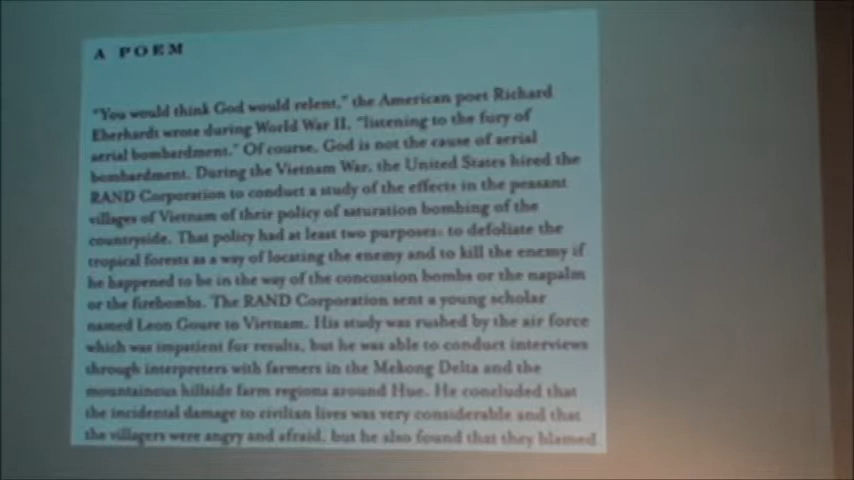 A POEM
"You would think God would relent," the American poet Richard
Eberhardt wrote during World War II, "listening to the fury of
aerial bombardment." Of course, God is not the cause of aerial
bombardment. During the Vietnam War, the United States hired the
RAND Corporation to conduct a study of the effects in the peasant
villages of Vietnam of their policy of saturation bombing of the
countryside. That policy had at least two purposes: to defoliate the
tropical forests as a way of locating the enemy and to kill the enemy if
he happened to be in the way of the concussion bombs or the napalm
or the firebombs. The RAND Corporation sent a young scholar
named Leon Goure to Vietnam. His study was rushed by the air force
which was impatient for results, but he was able to conduct interviews
through interpreters with farmers in the Mekong Delta and the
mountainous hillside farm regions around Hue. He concluded that
the incidental damage to civilian lives was very considerable and that
the villagers were angry and afraid, but he also found that they blamed